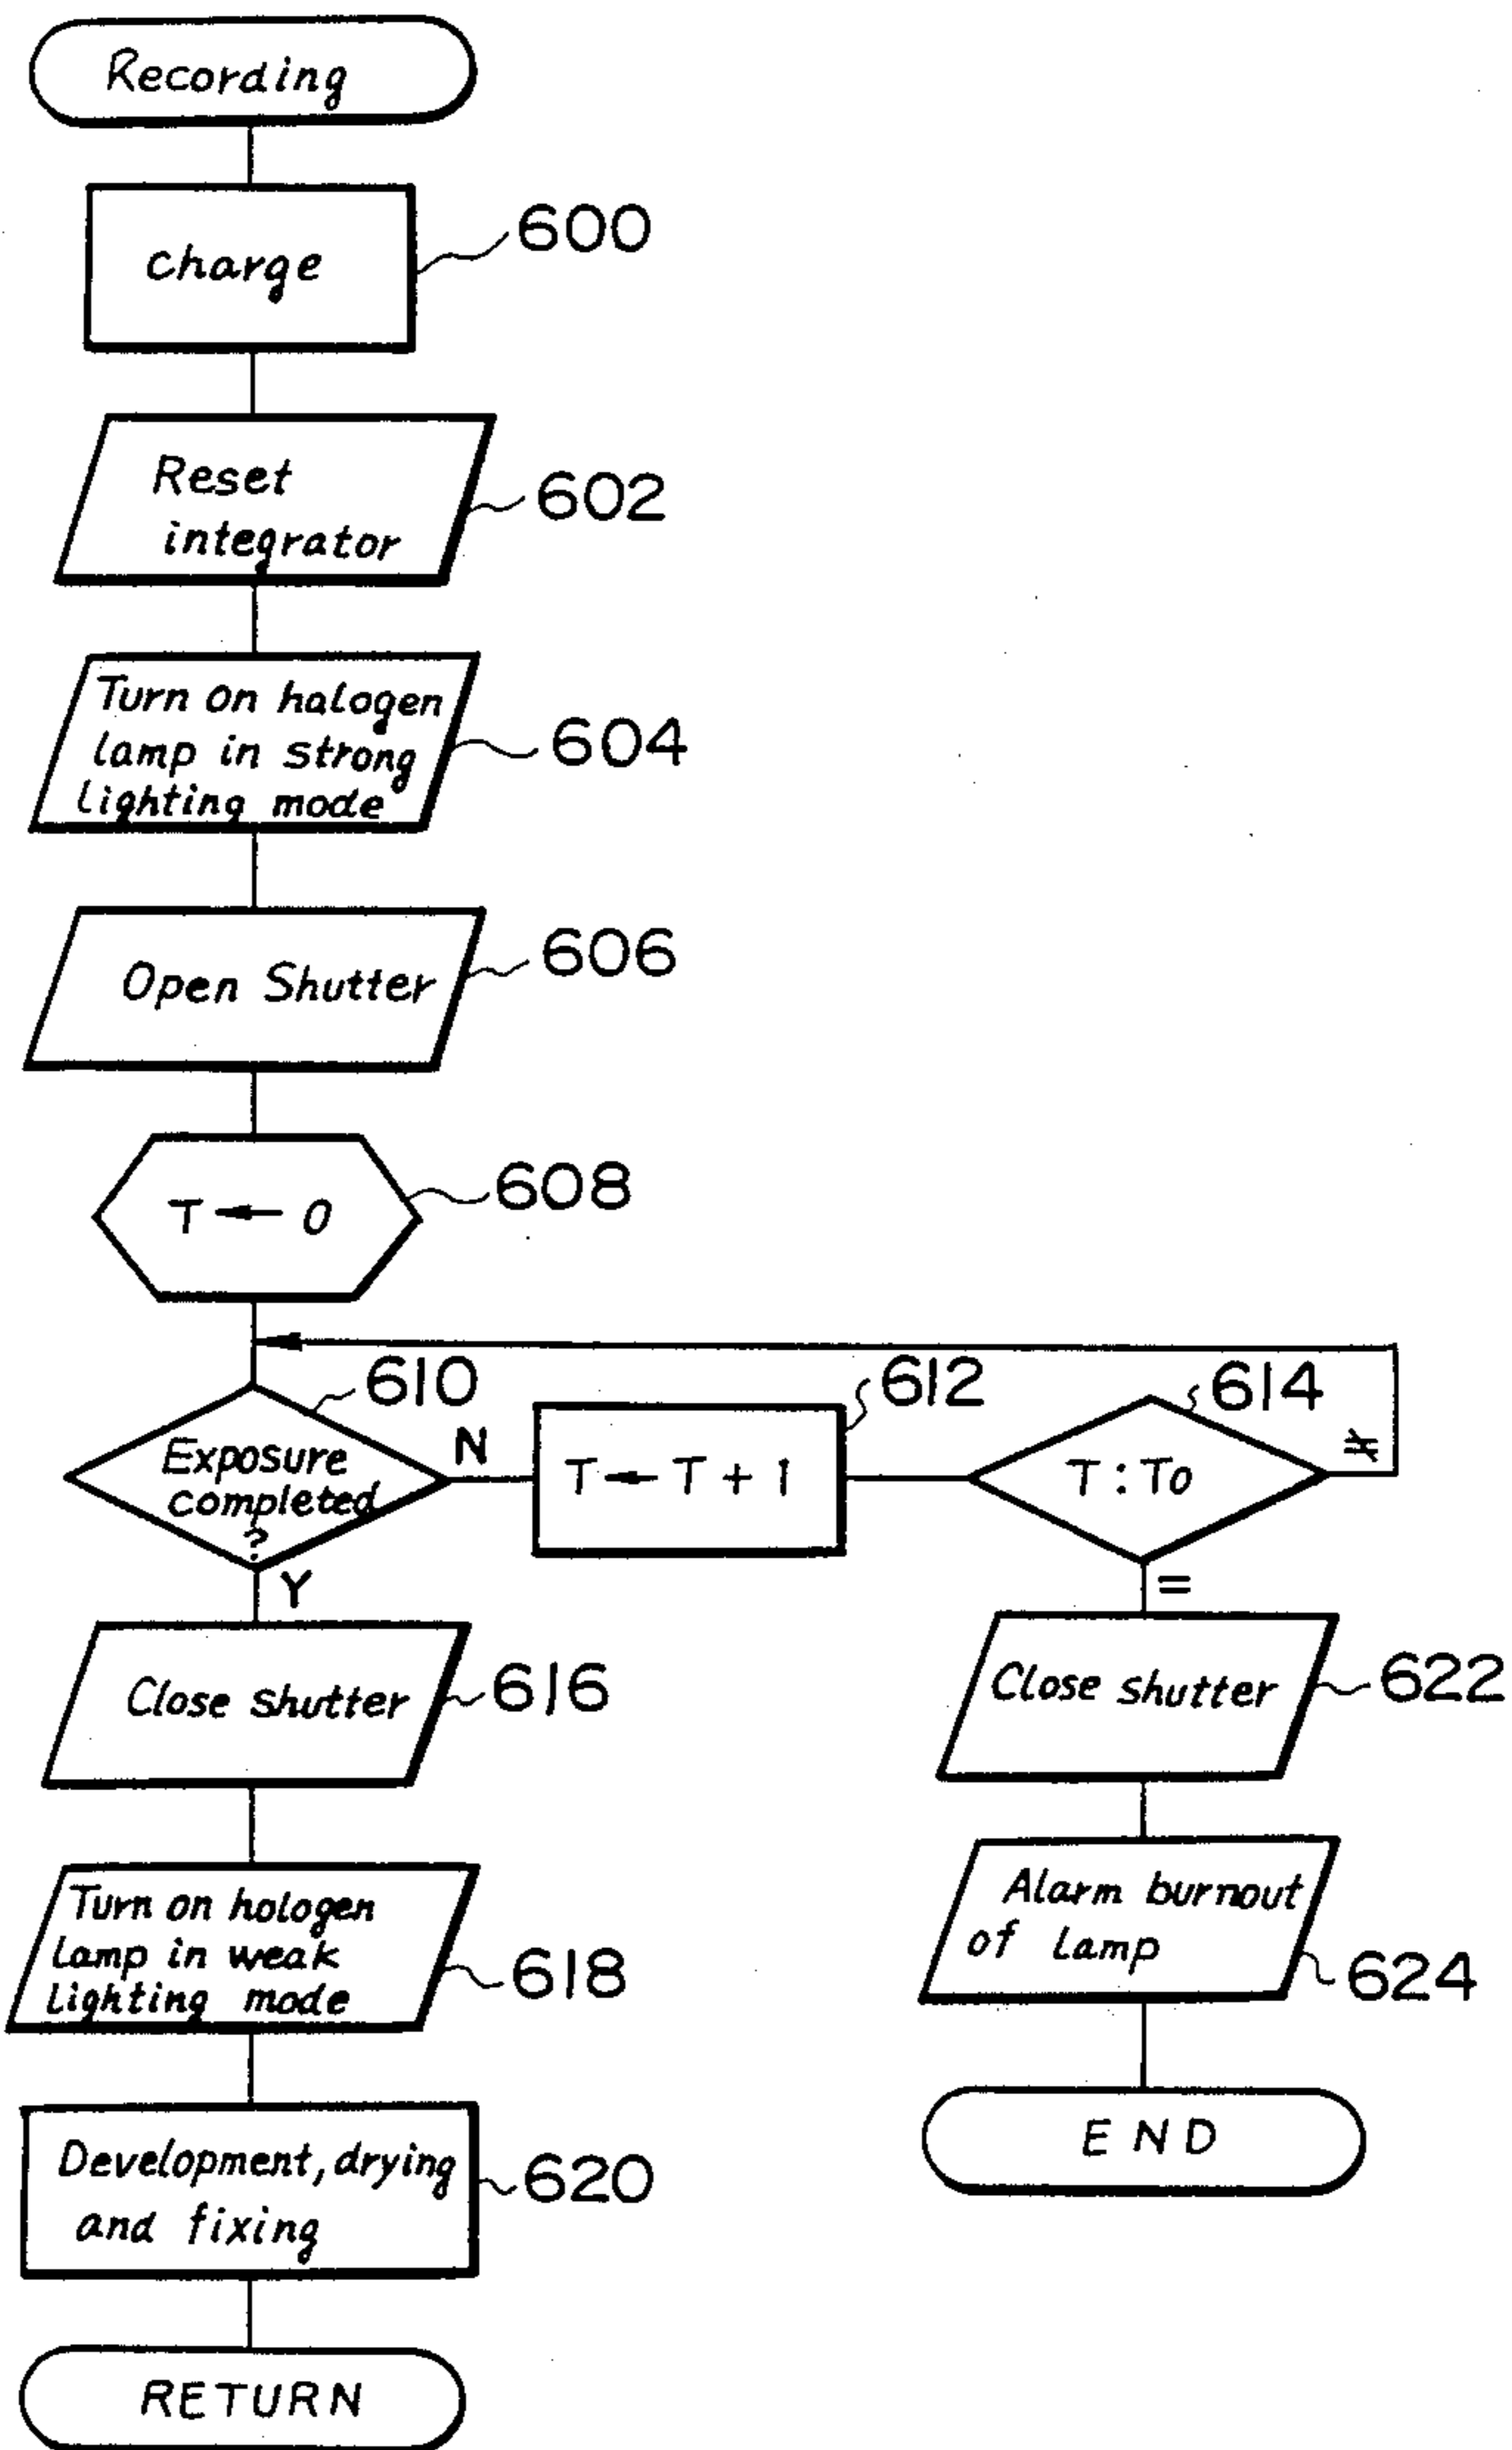 Recording
charge
600
Reset
integrator
602
Turn on halogen
lamp in strong
lighting mode
604
Open Shutter
606
T ← 0
608
610
Exposure
completed
?
N
Y
612
T ← T + 1
614
T : To
≠
=
Close shutter
616
Close shutter
622
Turn on hologen
lamp in weak
lighting mode
618
Alarm burnout
of lamp
624
Development, drying
and fixing
620
END
RETURN